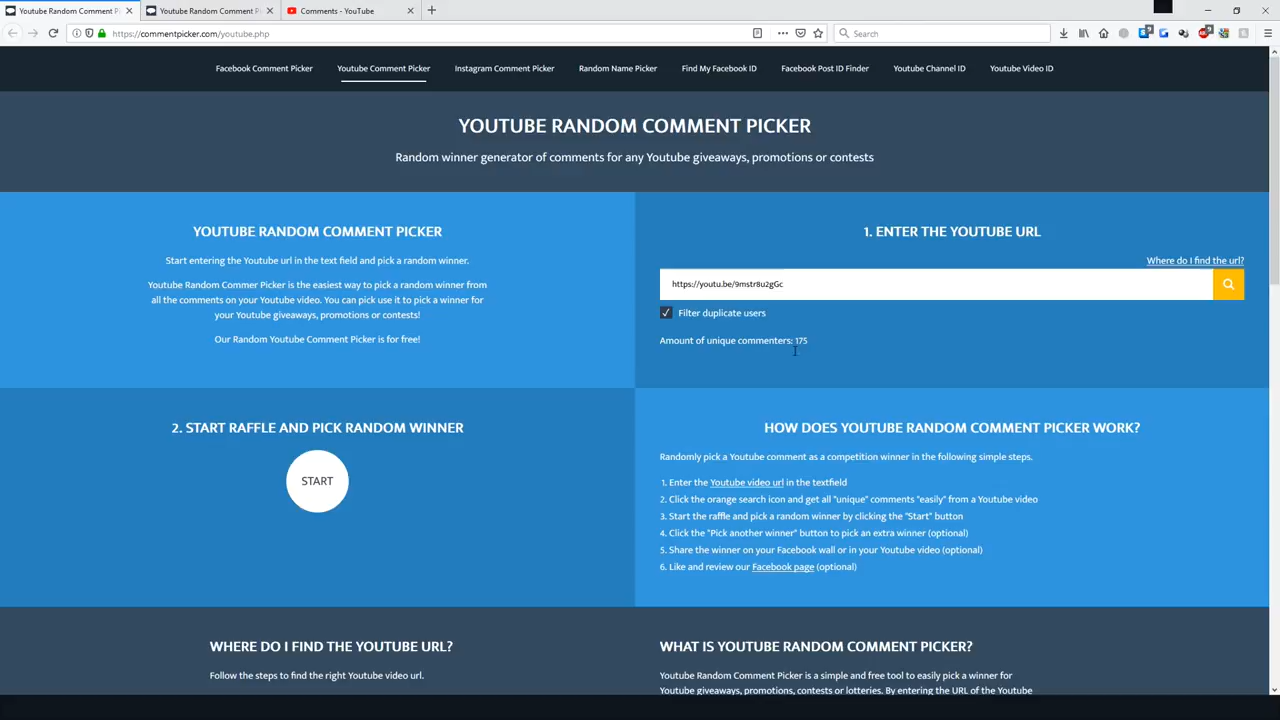 Youtube Random Comment Pi
Youtube Random Comment Pi
Comments - YouTube
https://commentpicker.com/youtube.php
Search
Facebook Comment Picker
Youtube Comment Picker
Instagram Comment Picker
Random Name Picker
Find My Facebook ID
Facebook Post ID Finder
Youtube Channel ID
Youtube Video ID
YOUTUBE RANDOM COMMENT PICKER
Random winner generator of comments for any Youtube giveaways, promotions or contests
YOUTUBE RANDOM COMMENT PICKER
Start entering the Youtube url in the text field and pick a random winner.
Youtube Random Commer Picker is the easiest way to pick a random winner from
all the comments on your Youtube video. You can pick use it to pick a winner for
your Youtube giveaways, promotions or contests!
Our Random Youtube Comment Picker is for free!
1. ENTER THE YOUTUBE URL
Where do I find the url?
https://youtu.be/9mstr8u2gGc
Filter duplicate users
Amount of unique commenters: 175
2. START RAFFLE AND PICK RANDOM WINNER
START
HOW DOES YOUTUBE RANDOM COMMENT PICKER WORK?
Randomly pick a Youtube comment as a competition winner in the following simple steps.
1. Enter the Youtube video url in the textfield
2. Click the orange search icon and get all "unique" comments "easily" from a Youtube video
3. Start the raffle and pick a random winner by clicking the "Start" button
4. Click the "Pick another winner" button to pick an extra winner (optional)
5. Share the winner on your Facebook wall or in your Youtube video (optional)
6. Like and review our Facebook page (optional)
WHERE DO I FIND THE YOUTUBE URL?
Follow the steps to find the right Youtube video url.
WHAT IS YOUTUBE RANDOM COMMENT PICKER?
Youtube Random Comment Picker is a simple and free tool to easily pick a winner for
Youtube giveaways, promotions, contests or lotteries. By entering the URL of the Youtube